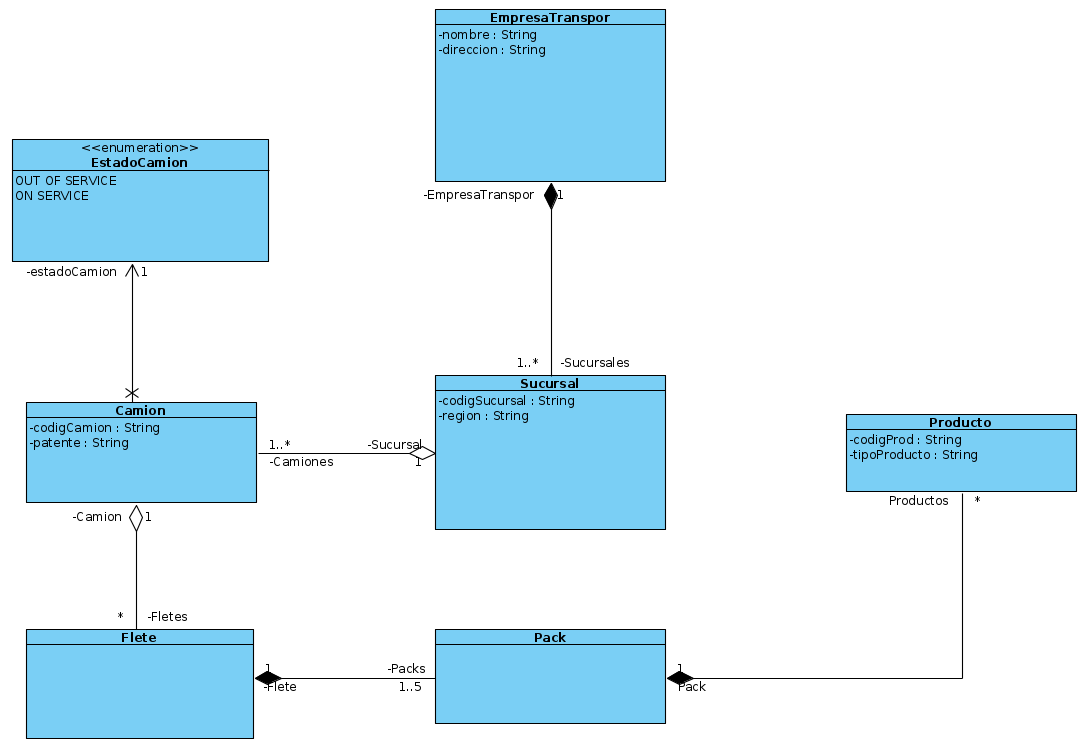 EmpresaTranspor
-nombre : String
-direccion : String
<<enumeration>>
EstadoCamion
OUT OF SERVICE
ON SERVICE
-EmpresaTranspor 1
-estadoCamion 1
1..* -Sucursales
Sucursal
-codigSucursal : String
-region : String
Camion
-codigCamion : String
-patente : String
1..* -Sucursal
-Camiones 1
Producto
-codigProd : String
-tipoProducto : String
Productos *
-Camion 1
* -Fletes
Flete
Pack
1 -Packs
-Flete 1..5
1
Pack